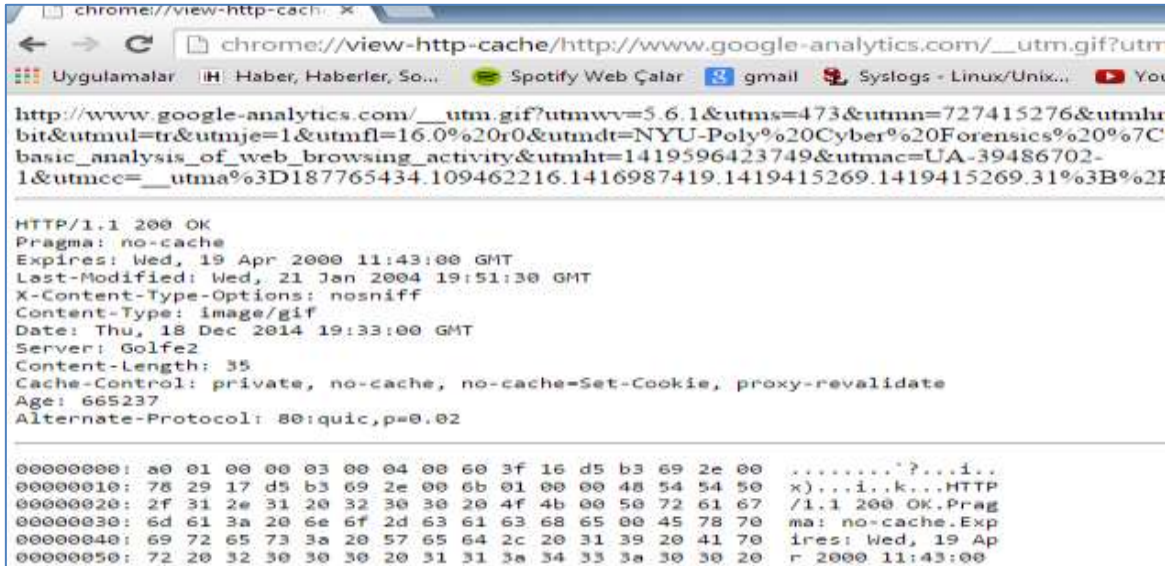 chrome://view-http-cach
chrome://view-http-cache/http://www.google-analytics.com/__utm.gif?utm
Uygulamalar Haber, Haberler, So... Spotify Web Çalar gmail Syslogs - Linux/Unix... You
http://www.google-analytics.com/__utm.gif?utmwv=5.6.1&utms=473&utmn=727415276&utmhn
bit&utmul=tr&utmje=1&utmfl=16.0%20r0&utmdt=NYU-Poly%20Cyber%20Forensics%20%7C
basic_analysis_of_web_browsing_activity&utmht=1419596423749&utmac=UA-39486702-
1&utmcc=__utma%3D187765434.109462216.1416987419.1419415269.1419415269.31%3B%2B
HTTP/1.1 200 OK
Pragma: no-cache
Expires: Wed, 19 Apr 2000 11:43:00 GMT
Last-Modified: Wed, 21 Jan 2004 19:51:30 GMT
X-Content-Type-Options: nosniff
Content-Type: image/gif
Date: Thu, 18 Dec 2014 19:33:00 GMT
Server: Golfe2
Content-Length: 35
Cache-Control: private, no-cache, no-cache=Set-Cookie, proxy-revalidate
Age: 665237
Alternate-Protocol: 80:quic,p=0.02
00000000: a0 01 00 00 03 00 04 00 60 3f 16 d5 b3 69 2e 00 ........`?...i..
00000010: 78 29 17 d5 b3 69 2e 00 6b 01 00 00 48 54 54 50 x)...i..k...HTTP
00000020: 2f 31 2e 31 20 32 30 30 20 4f 4b 00 50 72 61 67 /1.1 200 OK.Prag
00000030: 6d 61 3a 20 6e 6f 2d 63 61 63 68 65 00 45 78 70 ma: no-cache.Exp
00000040: 69 72 65 73 3a 20 57 65 64 2c 20 31 39 20 41 70 ires: Wed, 19 Ap
00000050: 72 20 32 30 30 30 20 31 31 3a 34 33 3a 30 30 20 r 2000 11:43:00